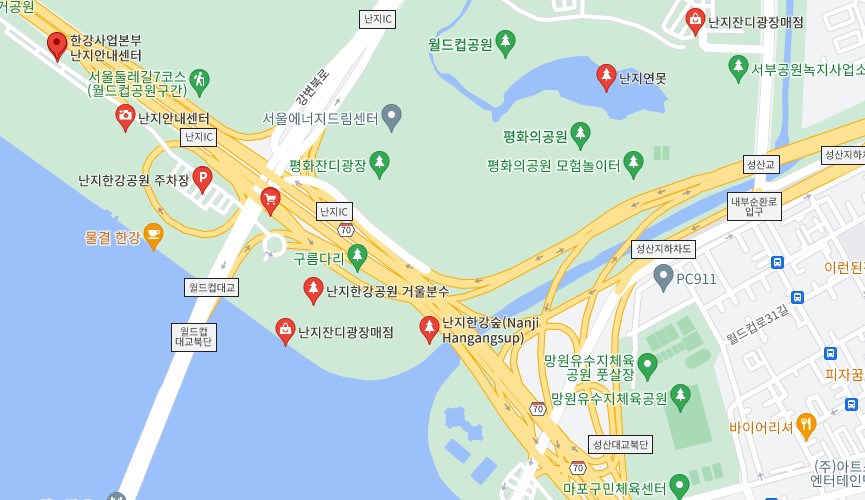 거공원
난지IC
난지잔디광장매점
한강사업본부
난지안내센터
월드컵공원
난지연못
서부공원녹지사업소
서울둘레길7코스
(월드컵공원구간)
강변북로
난지안내센터
서울에너지드림센터
난지IC
평화의공원
평화잔디광장
평화의공원 모험놀이터
성산교
성산지하차
난지한강공원 주차장
난지IC
70
내부순환로
입구
물결 한강
구름다리
성산지하차도
이런된
PC911
월드컵대교
난지한강공원 거울분수
월드컵로31길
월드컵
대교북단
난지잔디광장매점
난지한강숲(Nanji
Hangangsup)
망원유수지체육
공원 풋살장
피자꿈
망원유수지체육공원
70
바이어리셔
성산대교북단
70
(주)아
엔터테인
마포구민체육센터